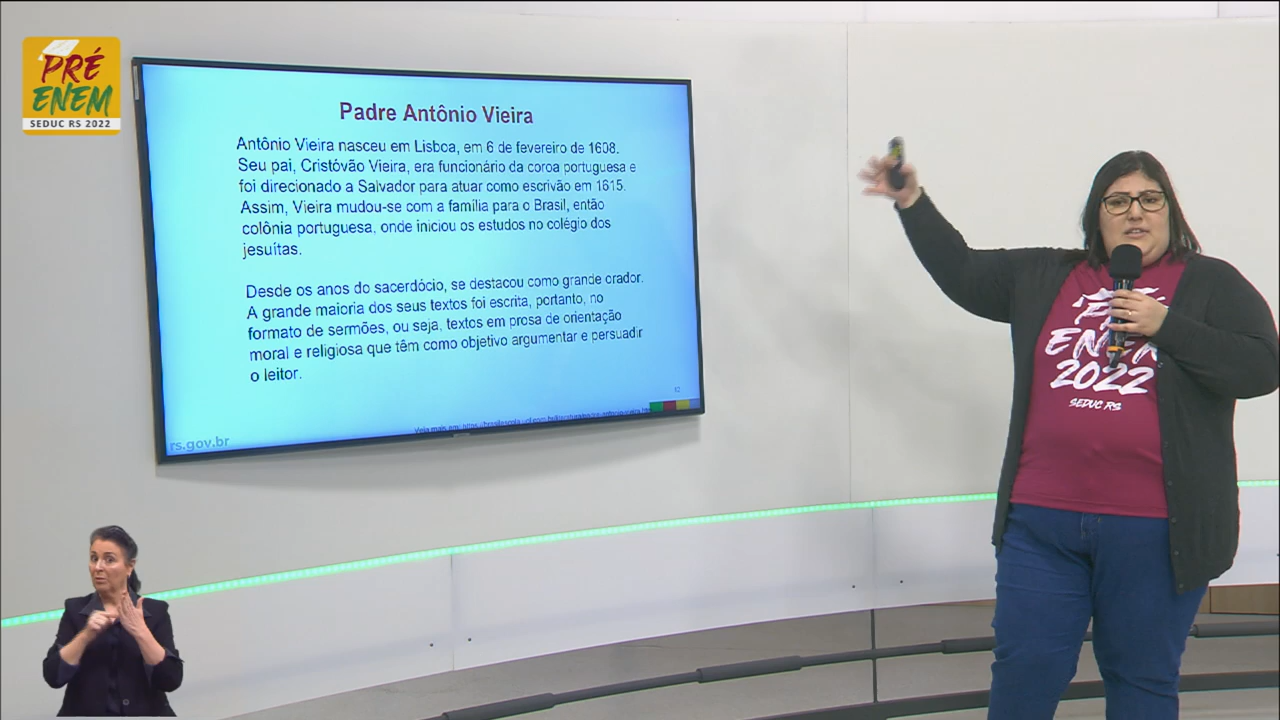 PRÉ
ENEM
SEDUC RS 2022
Padre Antônio Vieira
Antônio Vieira nasceu em Lisboa, em 6 de fevereiro de 1608.
Seu pai, Cristóvão Vieira, era funcionário da coroa portuguesa e
foi direcionado a Salvador para atuar como escrivão em 1615.
Assim, Vieira mudou-se com a família para o Brasil, então
colônia portuguesa, onde iniciou os estudos no colégio dos
jesuítas.
Desde os anos do sacerdócio, se destacou como grande orador.
A grande maioria dos seus textos foi escrita, portanto, no
formato de sermões, ou seja, textos em prosa de orientação
moral e religiosa que têm como objetivo argumentar e persuadir
o leitor.
Veja mais em:
rs.gov.br
PRÉ
ENEM
2022
SEDUC RS